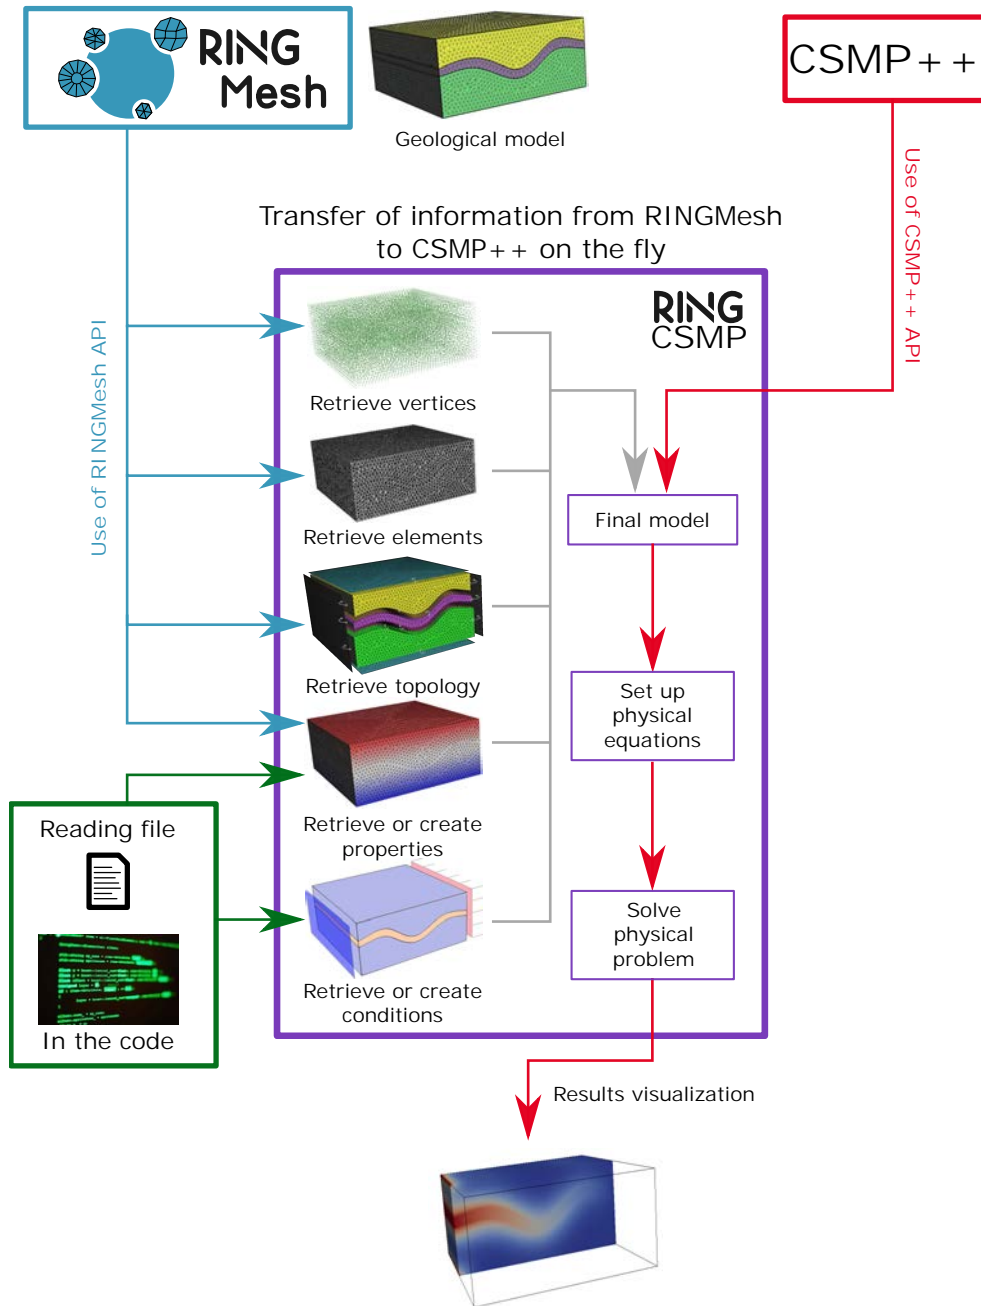 RING
Mesh
Geological model
CSMP++
Use of CSMP++ API
Transfer of information from RINGMesh
to CSMP++ on the fly
Use of RINGMesh API
RING
CSMP
Retrieve vertices
Retrieve elements
Final model
Retrieve topology
Set up
physical
equations
Reading file
Retrieve or create
properties
Solve
physical
problem
In the code
Retrieve or create
conditions
Results visualization